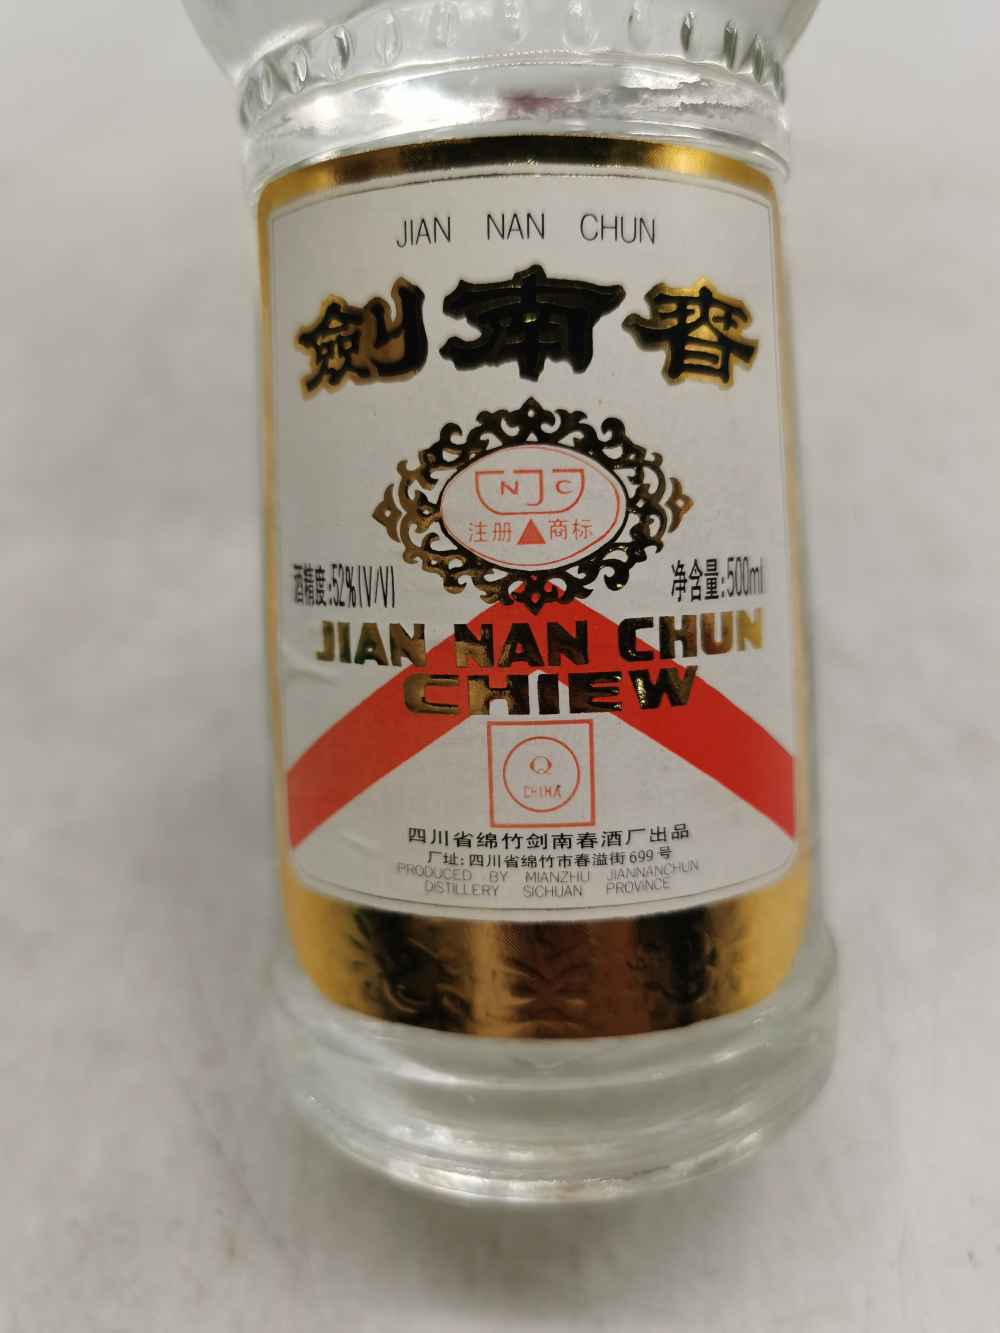 JIAN NAN CHUN
劍南春
NJC
注册商标
酒精度:52%(V/V)
净含量:500ml
JIAN NAN CHUN
CHIEW
Q
CHINA
四川省绵竹剑南春酒厂出品
厂址:四川省绵竹市春溢街699号
PRODUCED BY MIANZHU JIANNANCHUN
DISTILLERY SICHUAN PROVINCE